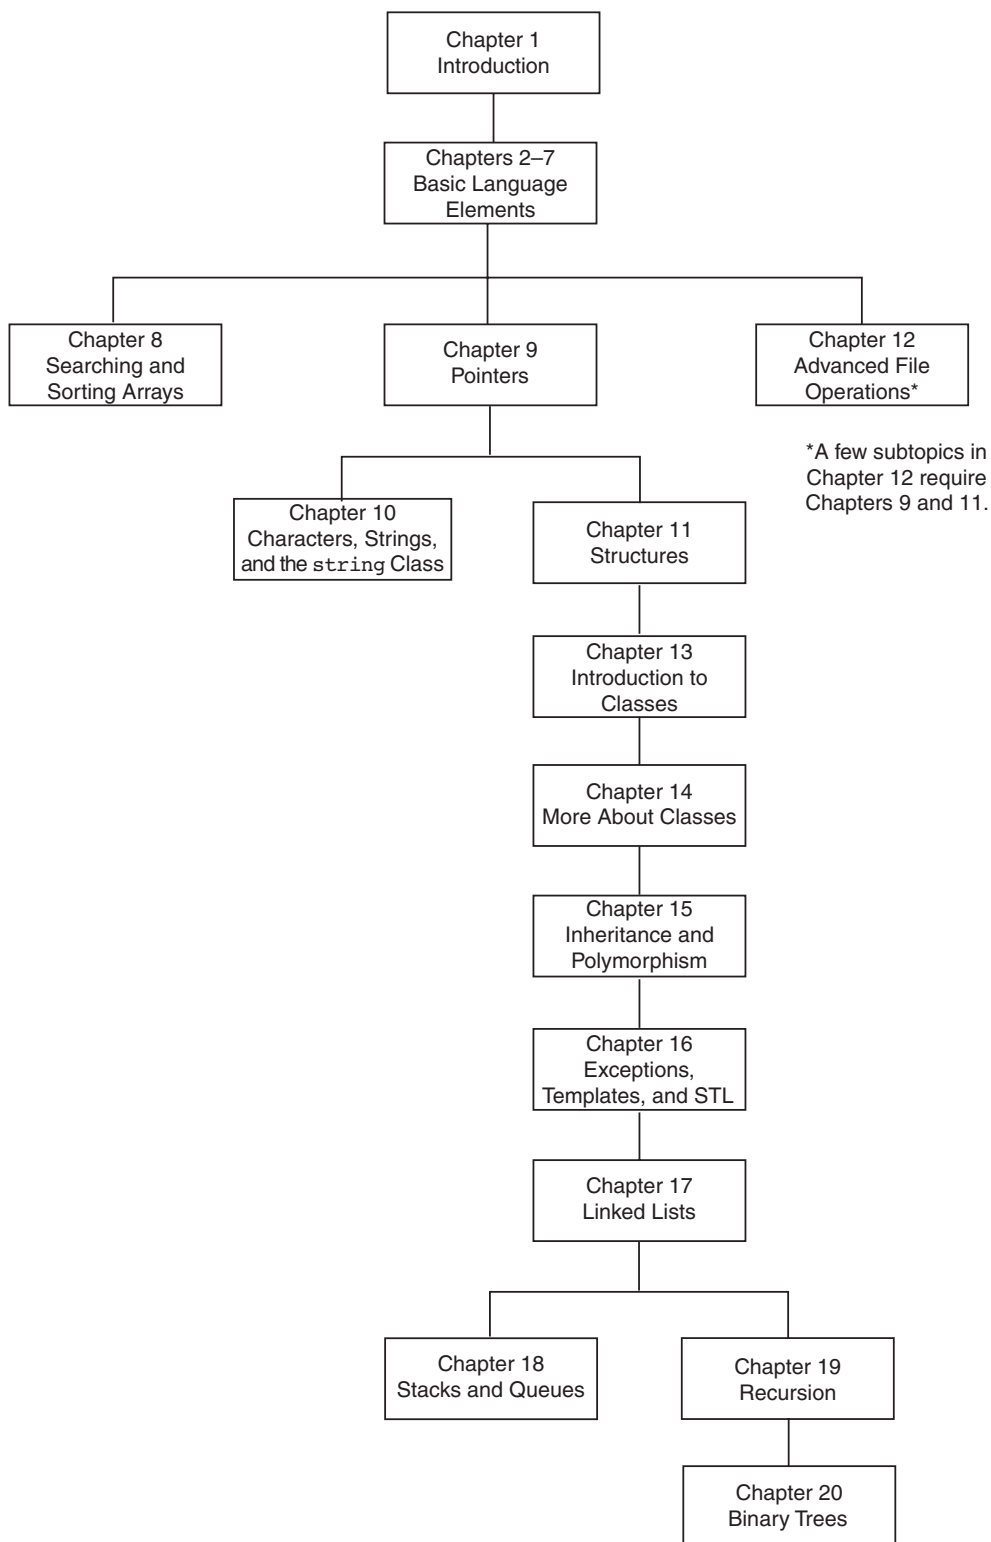 Chapter 1
Introduction
Chapters 2–7
Basic Language
Elements
Chapter 8
Searching and
Sorting Arrays
Chapter 9
Pointers
Chapter 12
Advanced File
Operations*
*A few subtopics in
Chapter 12 require
Chapters 9 and 11.
Chapter 10
Characters, Strings,
and the string Class
Chapter 11
Structures
Chapter 13
Introduction to
Classes
Chapter 14
More About Classes
Chapter 15
Inheritance and
Polymorphism
Chapter 16
Exceptions,
Templates, and STL
Chapter 17
Linked Lists
Chapter 18
Stacks and Queues
Chapter 19
Recursion
Chapter 20
Binary Trees